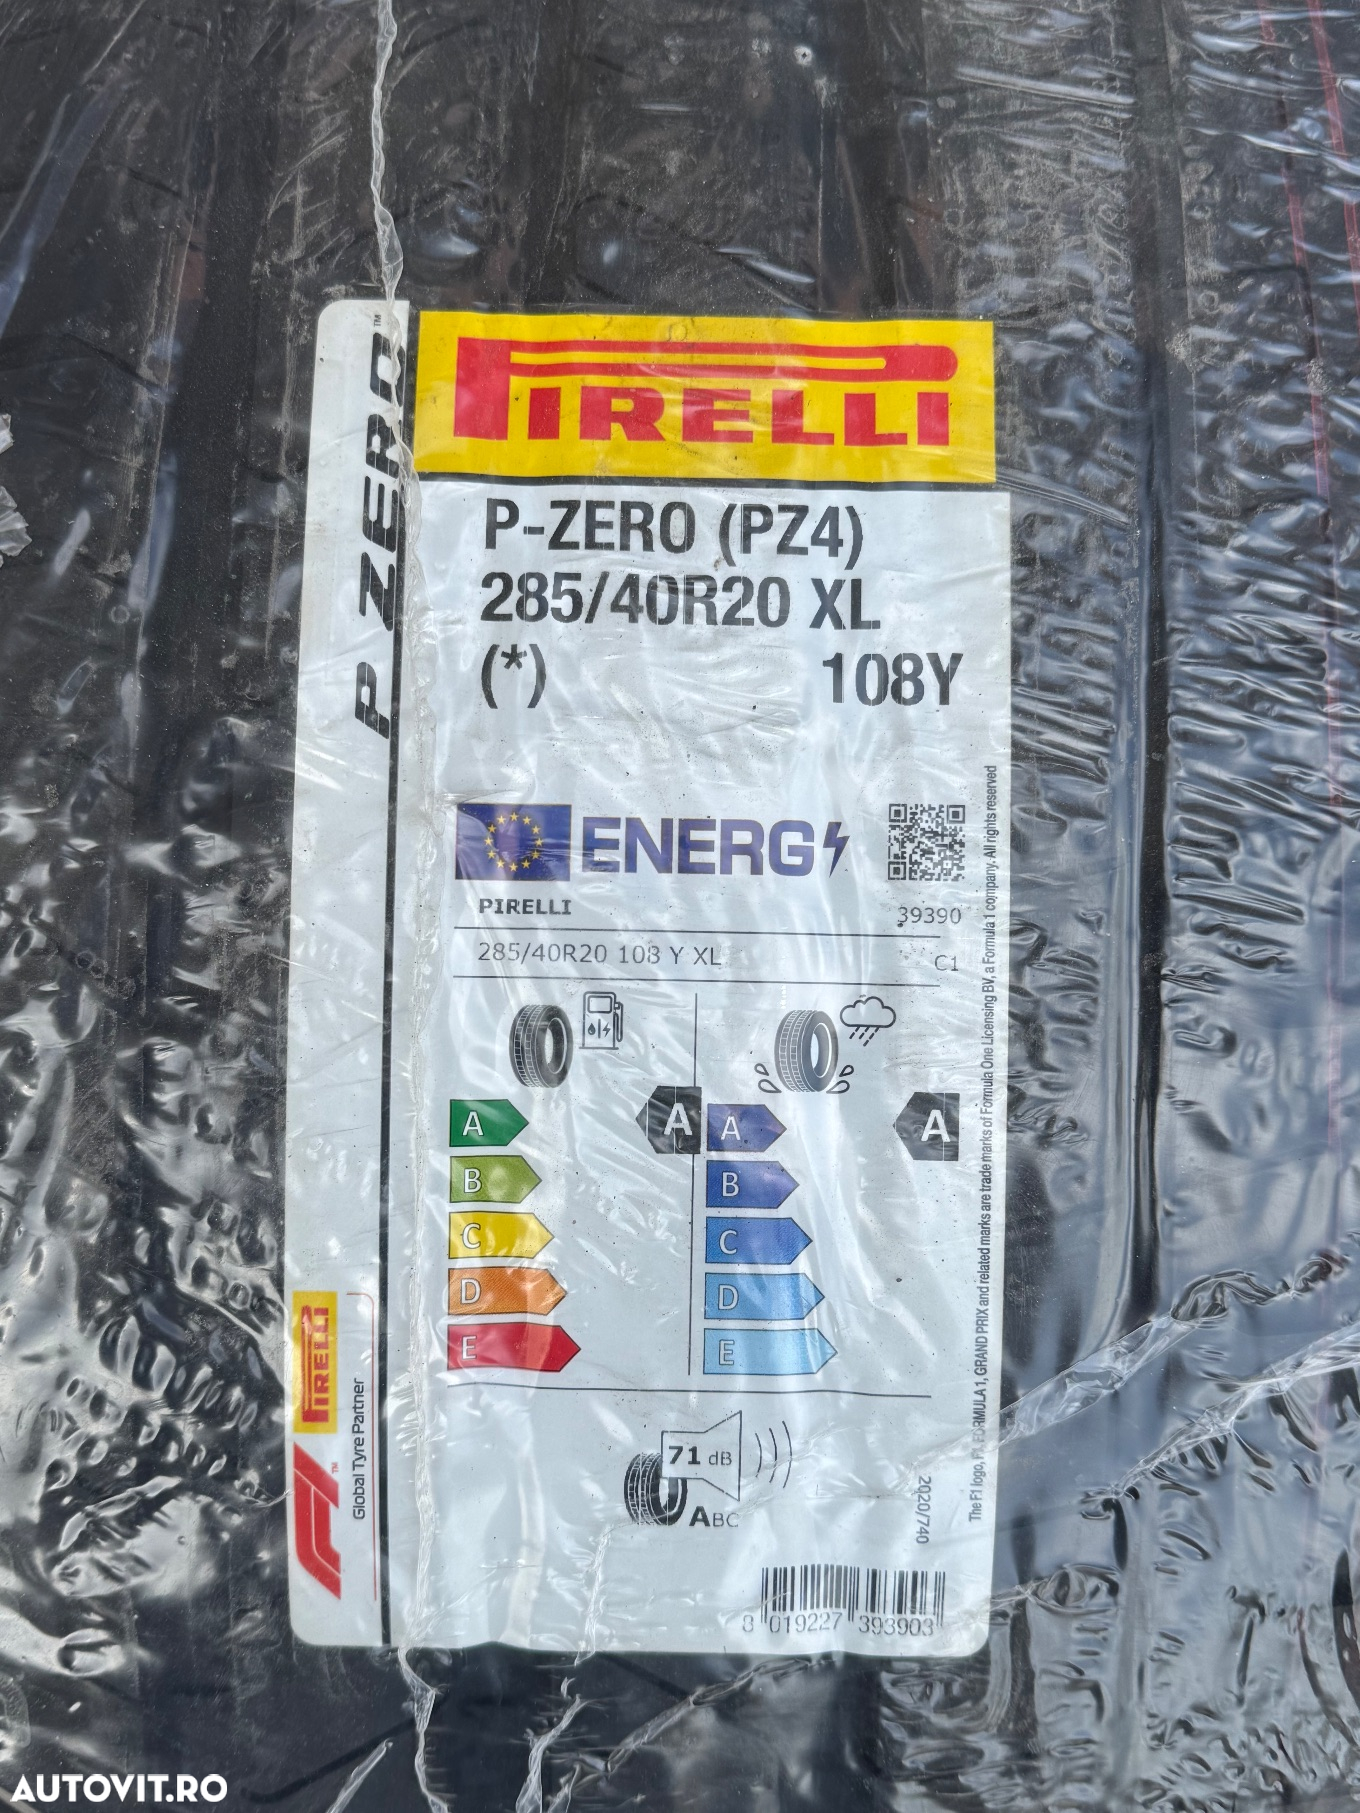 P ZERO™
PIRELLI
P-ZERO (PZ4)
285/40R20 XL
(*) 108Y
ENERG
PIRELLI 39390
285/40R20 108 Y XL C1
A A A A
B B
C C
D D
E E
71 dB
ABC
2020/740
8 019227 393903
The F1 logo, F1, FORMULA 1, GRAND PRIX and related marks are trade marks of Formula One Licensing BV, a Formula 1 company. All rights reserved
PIRELLI
F1™
Global Tyre Partner
AUTOVIT.RO